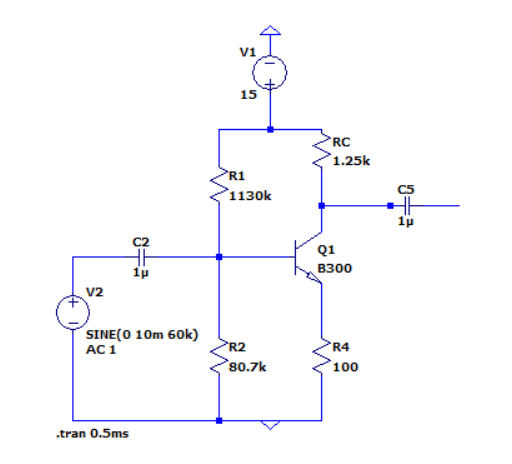 V1
15
RC
1.25k
R1
1130k
C5
1µ
C2
1µ
Q1
B300
V2
SINE(0 10m 60k)
AC 1
R2
80.7k
R4
100
.tran 0.5ms